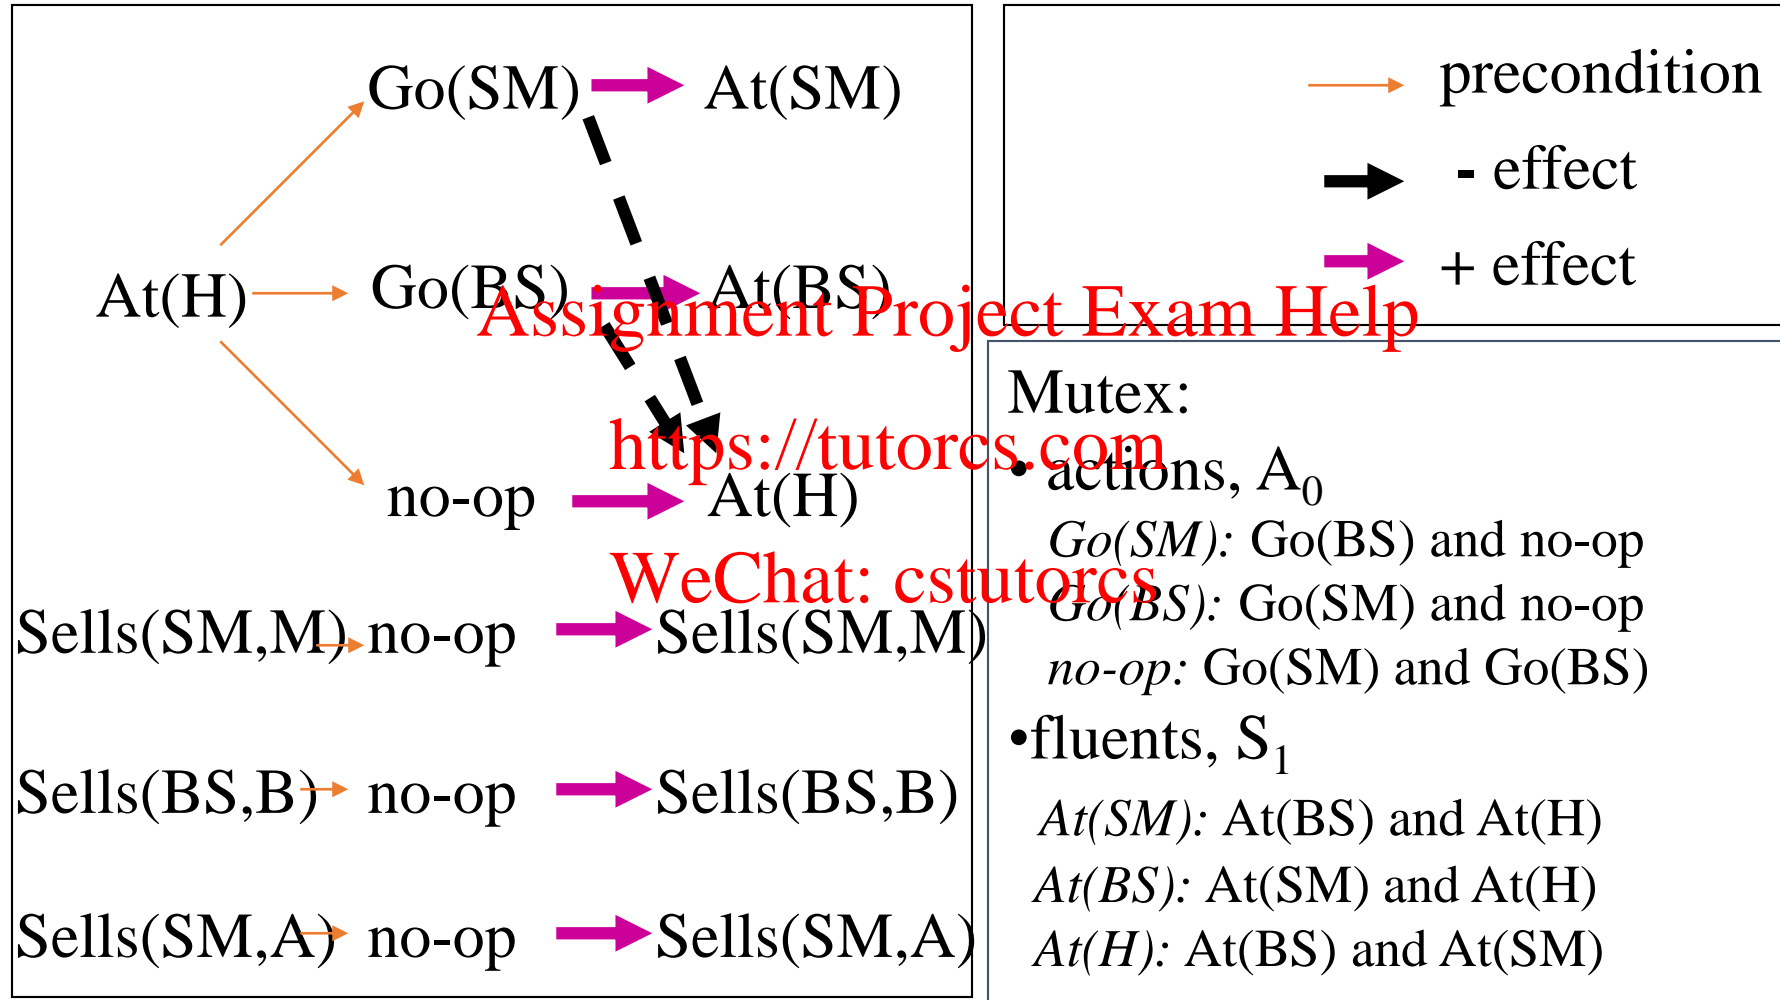 Go(SM) At(SM)
At(H) Go(BS) At(BS)
no-op At(H)
Sells(SM,M) no-op Sells(SM,M)
Sells(BS,B) no-op Sells(BS,B)
Sells(SM,A) no-op Sells(SM,A)
precondition
- effect
+ effect
Assignment Project Exam Help
https://tutorcs.com
WeChat: cstutorcs
Mutex:
• actions, A0
Go(SM): Go(BS) and no-op
Go(BS): Go(SM) and no-op
no-op: Go(SM) and Go(BS)
•fluents, S1
At(SM): At(BS) and At(H)
At(BS): At(SM) and At(H)
At(H): At(BS) and At(SM)